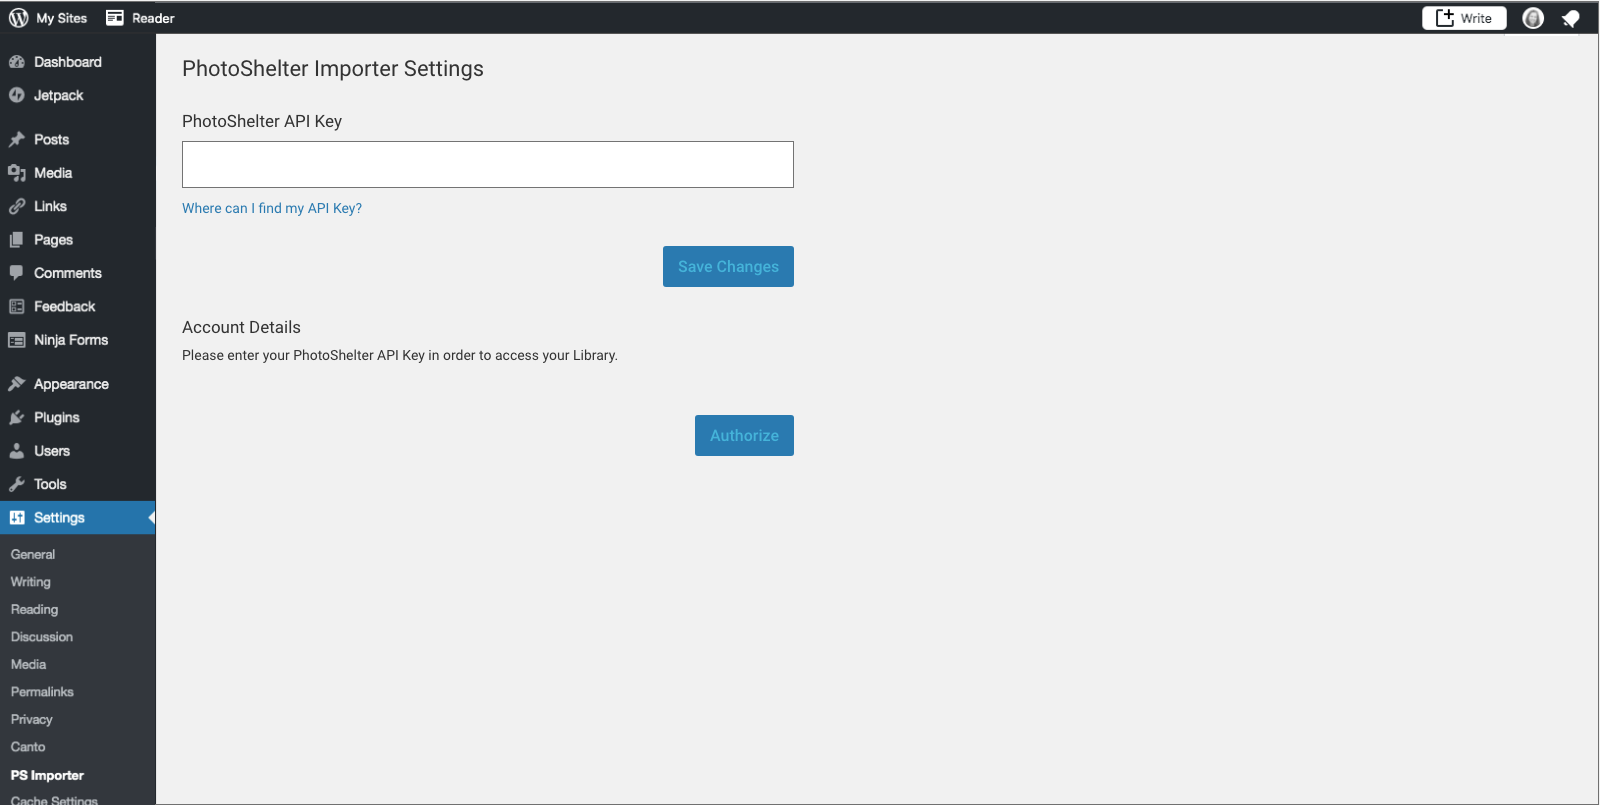 My Sites
Reader
Write
Dashboard
Jetpack
Posts
Media
Links
Pages
Comments
Feedback
Ninja Forms
Appearance
Plugins
Users
Tools
Settings
General
Writing
Reading
Discussion
Media
Permalinks
Privacy
Canto
PS Importer
Cache Settings
PhotoShelter Importer Settings
PhotoShelter API Key
Where can I find my API Key?
Save Changes
Account Details
Please enter your PhotoShelter API Key in order to access your Library.
Authorize